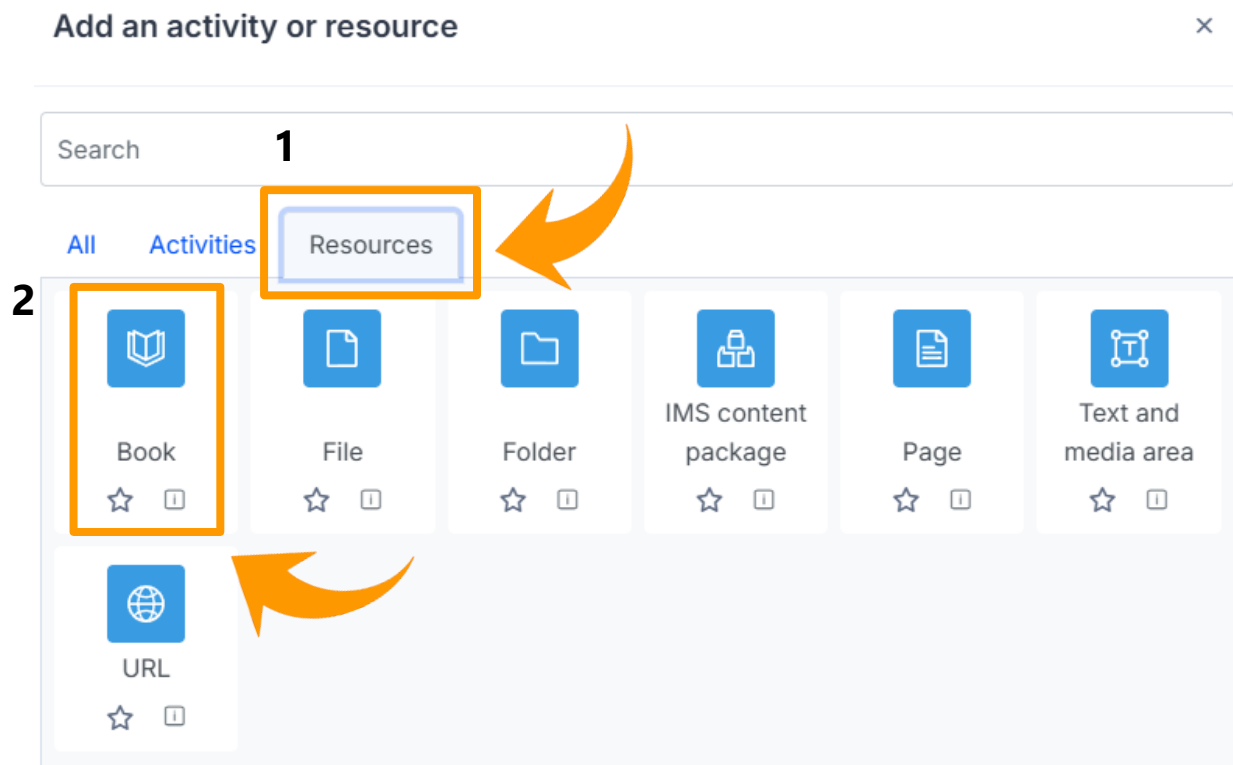 Add an activity or resource
Search
1
All Activities Resources
2
Book File Folder IMS content package Page Text and media area
URL